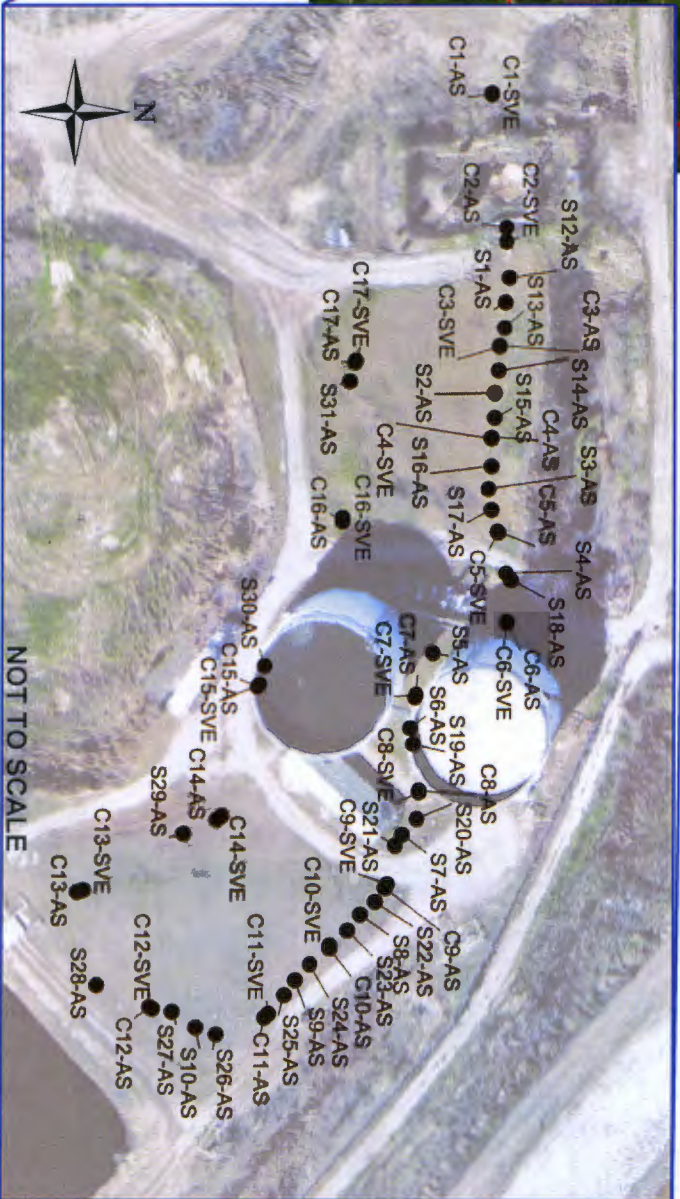 C1-SVE
C1-AS
S12-AS
C2-SVE
C2-AS
S1-AS
S13-AS
C3-AS
C3-SVE
S14-AS
S2-AS
S15-AS
C4-AS
C4-SVE
S16-AS
S3-AS
S17-AS
C5-AS
C5-SVE
S4-AS
S18-AS
C6-AS
C6-SVE
S5-AS
C7-AS
C7-SVE
S6-AS
S19-AS
C8-AS
C8-SVE
S20-AS
S7-AS
S21-AS
C9-SVE
C9-AS
S22-AS
S8-AS
S23-AS
C10-SVE
C10-AS
S24-AS
S9-AS
S25-AS
C11-SVE
C11-AS
S26-AS
S10-AS
S27-AS
C12-SVE
C12-AS
S28-AS
C13-SVE
C13-AS
C14-SVE
C14-AS
S29-AS
S30-AS
C15-AS
C15-SVE
C16-SVE
C16-AS
C17-SVE
C17-AS
S31-AS
N
NOT TO SCALE